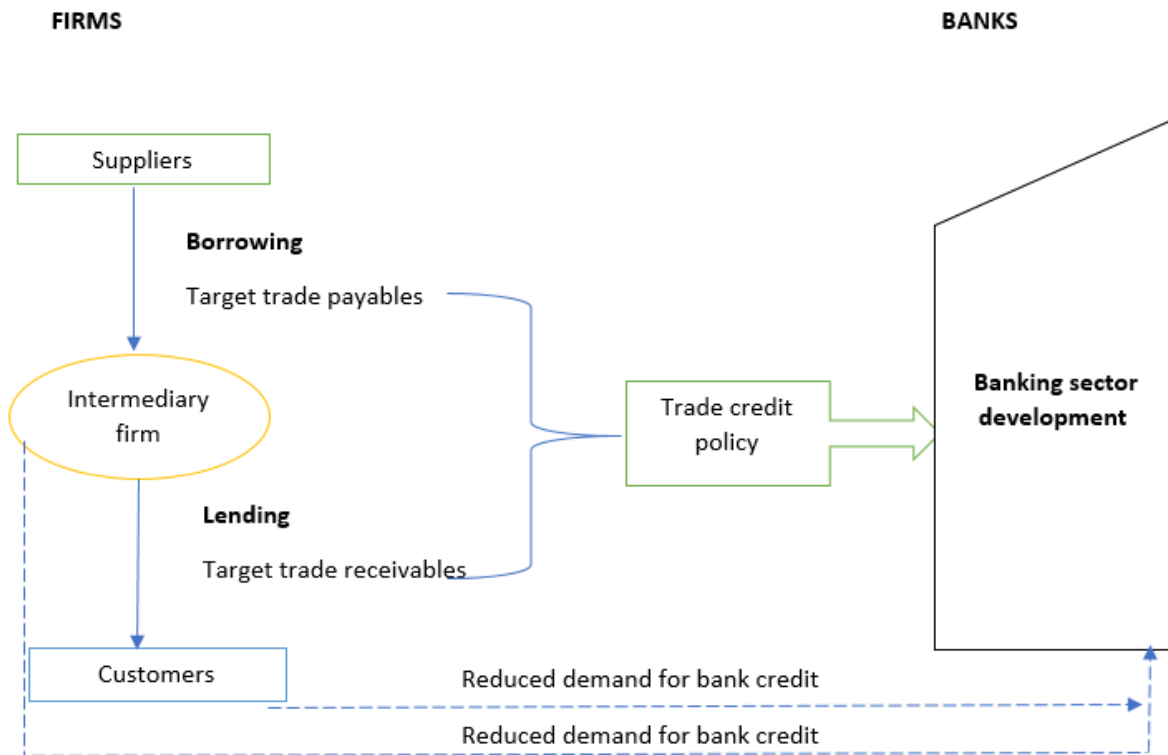 FIRMS
BANKS
Suppliers
Borrowing
Target trade payables
Intermediary
firm
Trade credit
policy
Banking sector
development
Lending
Target trade receivables
Customers
Reduced demand for bank credit
Reduced demand for bank credit